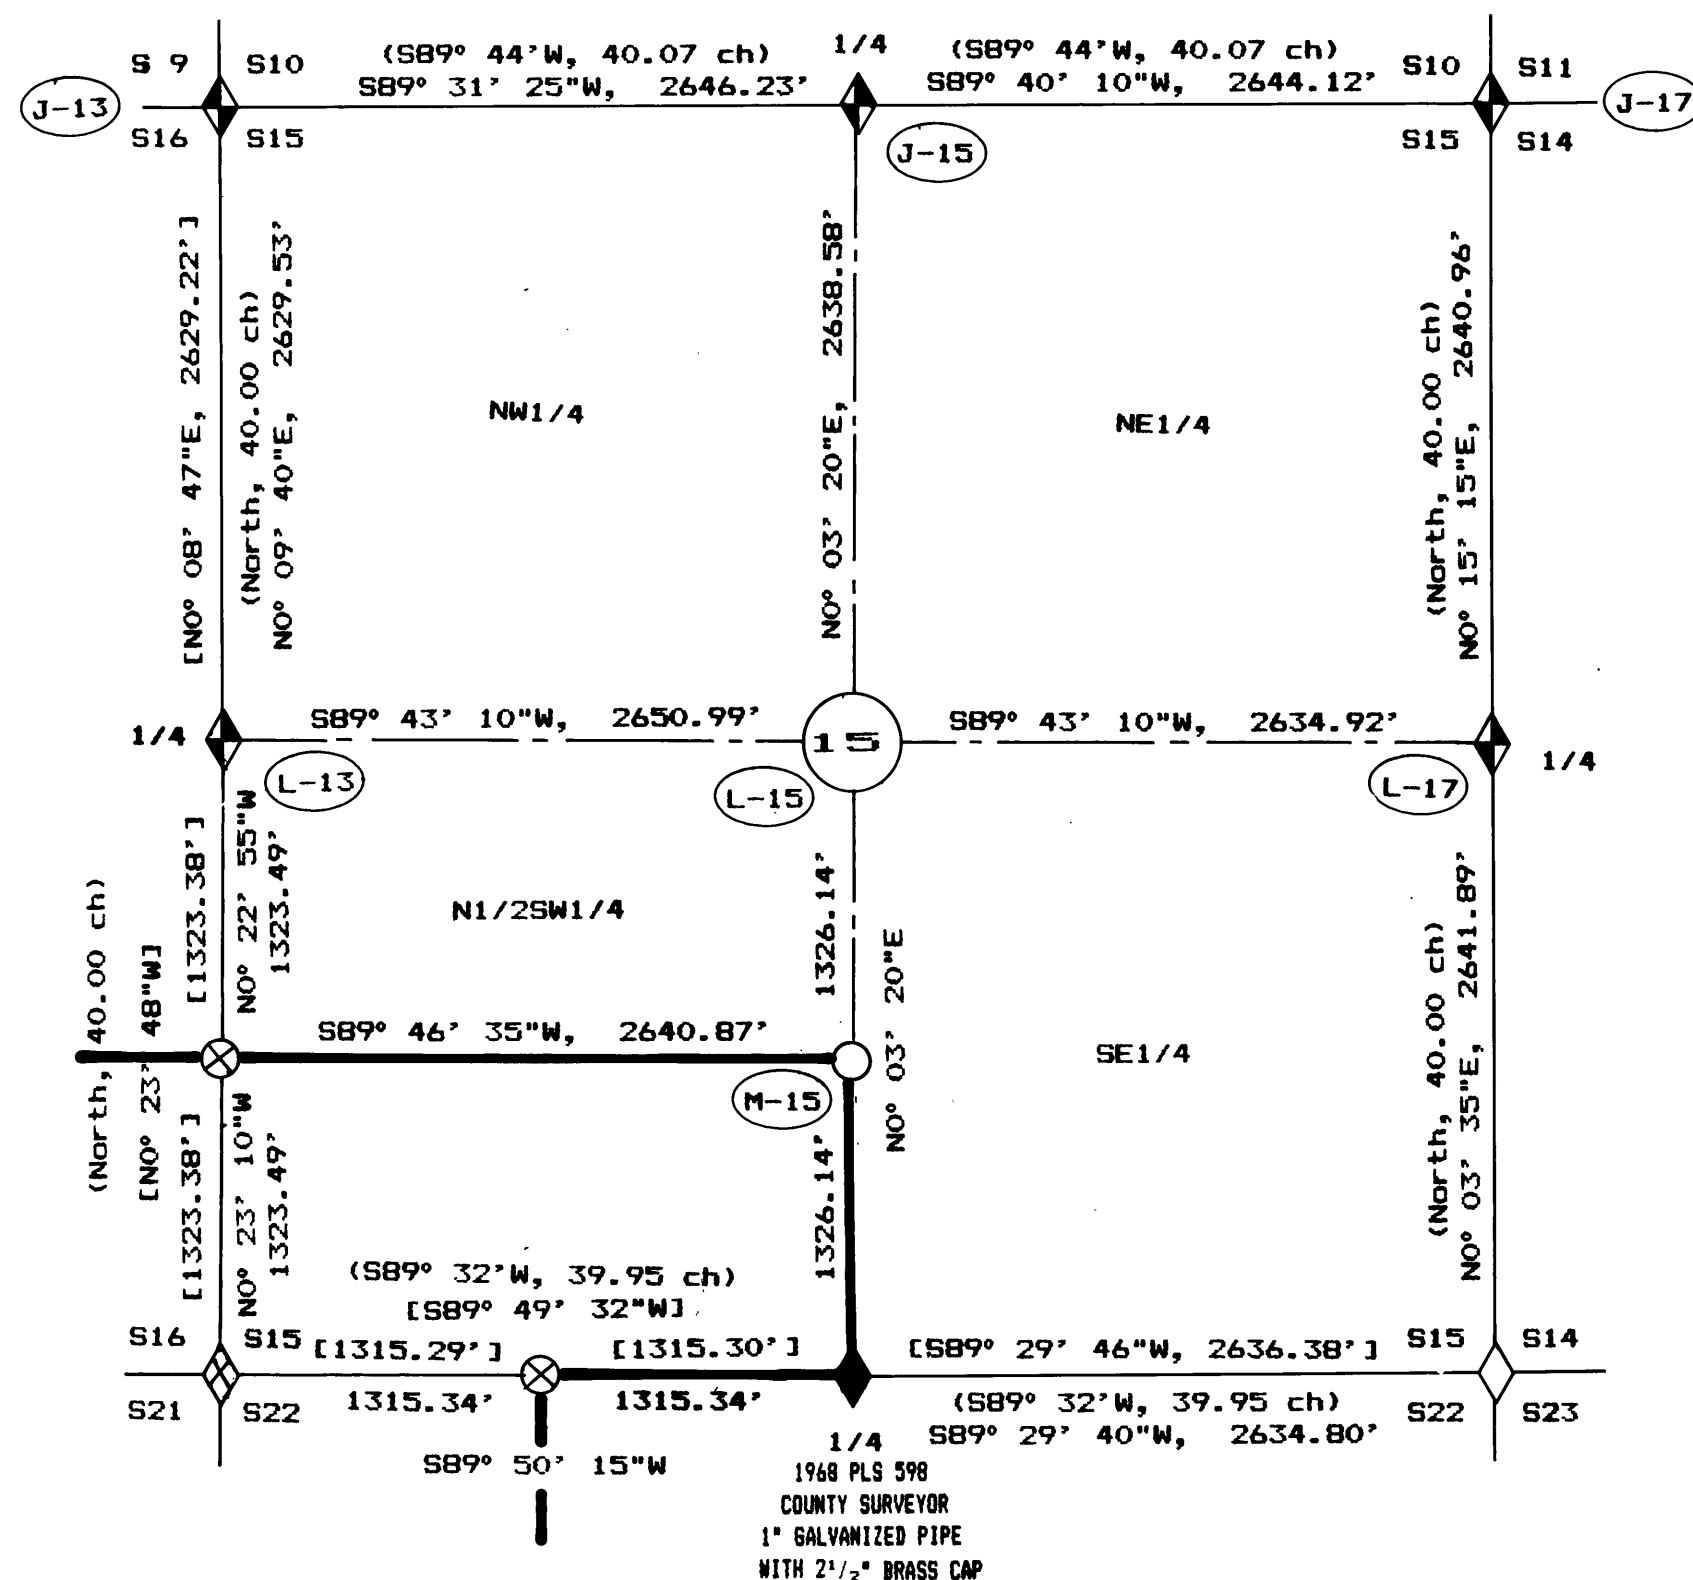 (S89° 44'W, 40.07 ch)
1/4
(S89° 44'W, 40.07 ch)
S 9
S10
S89° 31' 25"W, 2646.23'
S89° 40' 10"W, 2644.12'
S10
S11
J-13
J-17
S16
S15
J-15
S15
S14
[N0° 08' 47"E, 2629.22']
(North, 40.00 ch)
N0° 09' 40"E, 2629.53'
N0° 03' 20"E, 2638.58'
(North, 40.00 ch)
N0° 15' 15"E, 2640.96'
NW1/4
NE1/4
S89° 43' 10"W, 2650.99'
S89° 43' 10"W, 2634.92'
1/4
15
1/4
L-13
L-15
L-17
(North, 40.00 ch)
[N0° 23' 48"W]
[1323.38']
N0° 22' 55"W
1323.49'
N1/2SW1/4
1326.14'
N0° 03' 20"E
(North, 40.00 ch)
N0° 03' 35"E, 2641.89'
S89° 46' 35"W, 2640.87'
SE1/4
M-15
[1323.38']
N0° 23' 10"W
1323.49'
1326.14'
(S89° 32'W, 39.95 ch)
[S89° 49' 32"W]
S16
S15
[1315.29']
[1315.30']
[S89° 29' 46"W, 2636.38']
S15
S14
S21
S22
1315.34'
1315.34'
(S89° 32'W, 39.95 ch)
S22
S23
S89° 29' 40"W, 2634.80'
1/4
S89° 50' 15"W
1968 PLS 598
COUNTY SURVEYOR
1" GALVANIZED PIPE
WITH 2 1/2" BRASS CAP